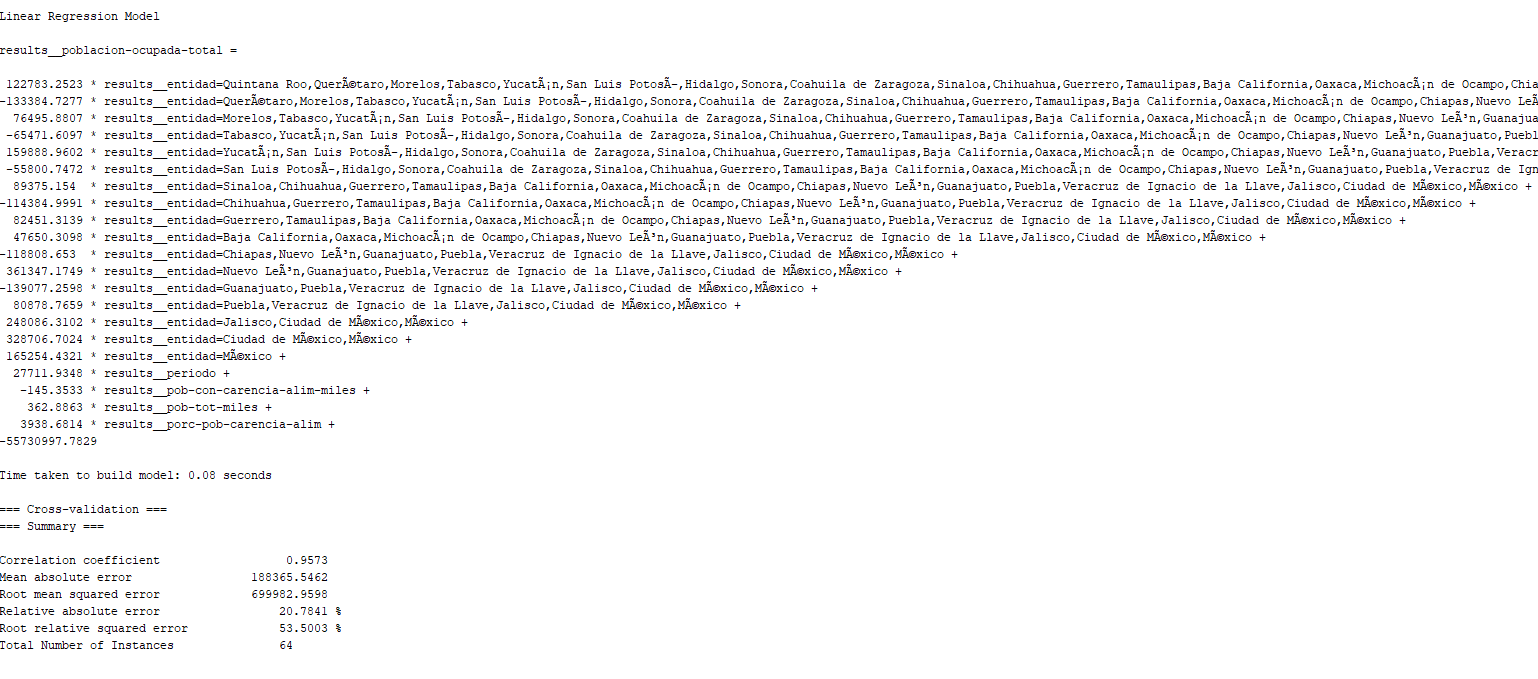 Linear Regression Model
results__poblacion-ocupada-total =
122783.2523 * results__entidad=Quintana Roo,QuerÃ©taro,Morelos,Tabasco,YucatÃ¡n,San Luis PotosÃ­,Hidalgo,Sonora,Coahuila de Zaragoza,Sinaloa,Chihuahua,Guerrero,Tamaulipas,Baja California,Oaxaca,MichoacÃ¡n de Ocampo,Chia
-133384.7277 * results__entidad=QuerÃ©taro,Morelos,Tabasco,YucatÃ¡n,San Luis PotosÃ­,Hidalgo,Sonora,Coahuila de Zaragoza,Sinaloa,Chihuahua,Guerrero,Tamaulipas,Baja California,Oaxaca,MichoacÃ¡n de Ocampo,Chiapas,Nuevo LeÃ
76495.8807 * results__entidad=Morelos,Tabasco,YucatÃ¡n,San Luis PotosÃ­,Hidalgo,Sonora,Coahuila de Zaragoza,Sinaloa,Chihuahua,Guerrero,Tamaulipas,Baja California,Oaxaca,MichoacÃ¡n de Ocampo,Chiapas,Nuevo LeÃ³n,Guanajua
-65471.6097 * results__entidad=Tabasco,YucatÃ¡n,San Luis PotosÃ­,Hidalgo,Sonora,Coahuila de Zaragoza,Sinaloa,Chihuahua,Guerrero,Tamaulipas,Baja California,Oaxaca,MichoacÃ¡n de Ocampo,Chiapas,Nuevo LeÃ³n,Guanajuato,Puebl
159888.9602 * results__entidad=YucatÃ¡n,San Luis PotosÃ­,Hidalgo,Sonora,Coahuila de Zaragoza,Sinaloa,Chihuahua,Guerrero,Tamaulipas,Baja California,Oaxaca,MichoacÃ¡n de Ocampo,Chiapas,Nuevo LeÃ³n,Guanajuato,Puebla,Veracr
-55800.7472 * results__entidad=San Luis PotosÃ­,Hidalgo,Sonora,Coahuila de Zaragoza,Sinaloa,Chihuahua,Guerrero,Tamaulipas,Baja California,Oaxaca,MichoacÃ¡n de Ocampo,Chiapas,Nuevo LeÃ³n,Guanajuato,Puebla,Veracruz de Ign
89375.154 * results__entidad=Sinaloa,Chihuahua,Guerrero,Tamaulipas,Baja California,Oaxaca,MichoacÃ¡n de Ocampo,Chiapas,Nuevo LeÃ³n,Guanajuato,Puebla,Veracruz de Ignacio de la Llave,Jalisco,Ciudad de MÃ©xico,MÃ©xico +
-114384.9991 * results__entidad=Chihuahua,Guerrero,Tamaulipas,Baja California,Oaxaca,MichoacÃ¡n de Ocampo,Chiapas,Nuevo LeÃ³n,Guanajuato,Puebla,Veracruz de Ignacio de la Llave,Jalisco,Ciudad de MÃ©xico,MÃ©xico +
82451.3139 * results__entidad=Guerrero,Tamaulipas,Baja California,Oaxaca,MichoacÃ¡n de Ocampo,Chiapas,Nuevo LeÃ³n,Guanajuato,Puebla,Veracruz de Ignacio de la Llave,Jalisco,Ciudad de MÃ©xico,MÃ©xico +
47650.3098 * results__entidad=Baja California,Oaxaca,MichoacÃ¡n de Ocampo,Chiapas,Nuevo LeÃ³n,Guanajuato,Puebla,Veracruz de Ignacio de la Llave,Jalisco,Ciudad de MÃ©xico,MÃ©xico +
-118808.653 * results__entidad=Chiapas,Nuevo LeÃ³n,Guanajuato,Puebla,Veracruz de Ignacio de la Llave,Jalisco,Ciudad de MÃ©xico,MÃ©xico +
361347.1749 * results__entidad=Nuevo LeÃ³n,Guanajuato,Puebla,Veracruz de Ignacio de la Llave,Jalisco,Ciudad de MÃ©xico,MÃ©xico +
-139077.2598 * results__entidad=Guanajuato,Puebla,Veracruz de Ignacio de la Llave,Jalisco,Ciudad de MÃ©xico,MÃ©xico +
80878.7659 * results__entidad=Puebla,Veracruz de Ignacio de la Llave,Jalisco,Ciudad de MÃ©xico,MÃ©xico +
248086.3102 * results__entidad=Jalisco,Ciudad de MÃ©xico,MÃ©xico +
328706.7024 * results__entidad=Ciudad de MÃ©xico,MÃ©xico +
165254.4321 * results__entidad=MÃ©xico +
27711.9348 * results__periodo +
-145.3533 * results__pob-con-carencia-alim-miles +
362.8863 * results__pob-tot-miles +
3938.6814 * results__porc-pob-carencia-alim +
-55730997.7829
Time taken to build model: 0.08 seconds
=== Cross-validation ===
=== Summary ===
Correlation coefficient 0.9573
Mean absolute error 188365.5462
Root mean squared error 699982.9598
Relative absolute error 20.7841 %
Root relative squared error 53.5003 %
Total Number of Instances 64